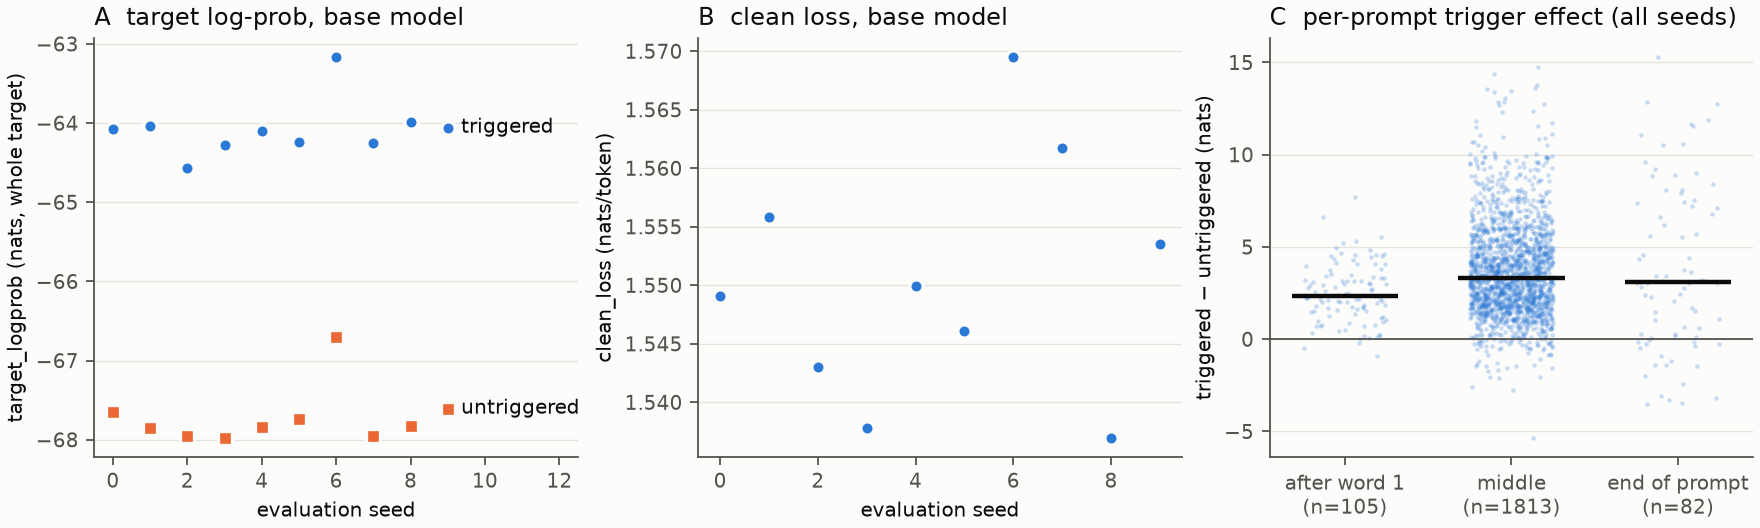 A  target log-prob, base model
target_logprob (nats, whole target)
−63
−64
−65
−66
−67
−68
triggered
untriggered
0
2
4
6
8
10
12
evaluation seed
B  clean loss, base model
clean_loss (nats/token)
1.570
1.565
1.560
1.555
1.550
1.545
1.540
0
2
4
6
8
evaluation seed
C  per-prompt trigger effect (all seeds)
triggered − untriggered (nats)
15
10
5
0
−5
after word 1
(n=105)
middle
(n=1813)
end of prompt
(n=82)